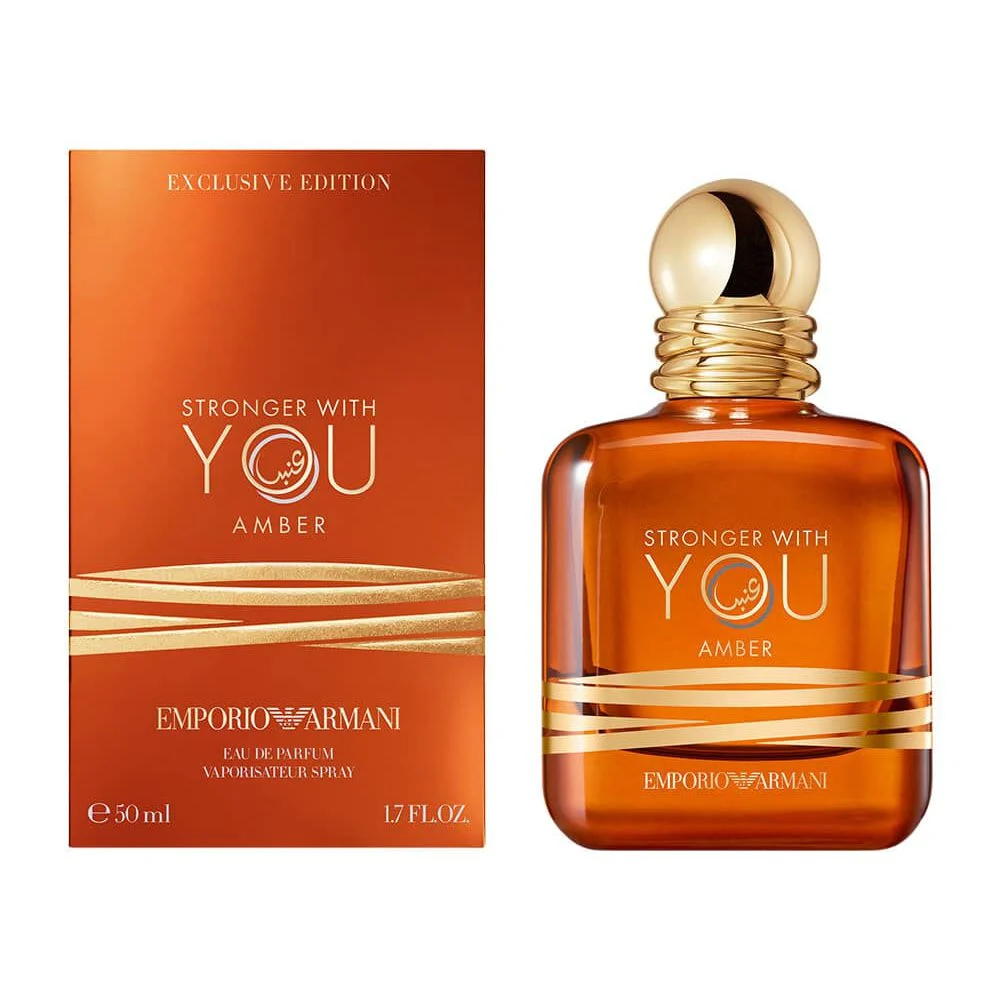 EXCLUSIVE EDITION
STRONGER WITH
YOU
عنبر
AMBER
EMPORIO ARMANI
EAU DE PARFUM
VAPORISATEUR SPRAY
℮ 50 ml 1.7 FL.OZ.
STRONGER WITH
YOU
عنبر
AMBER
EMPORIO ARMANI